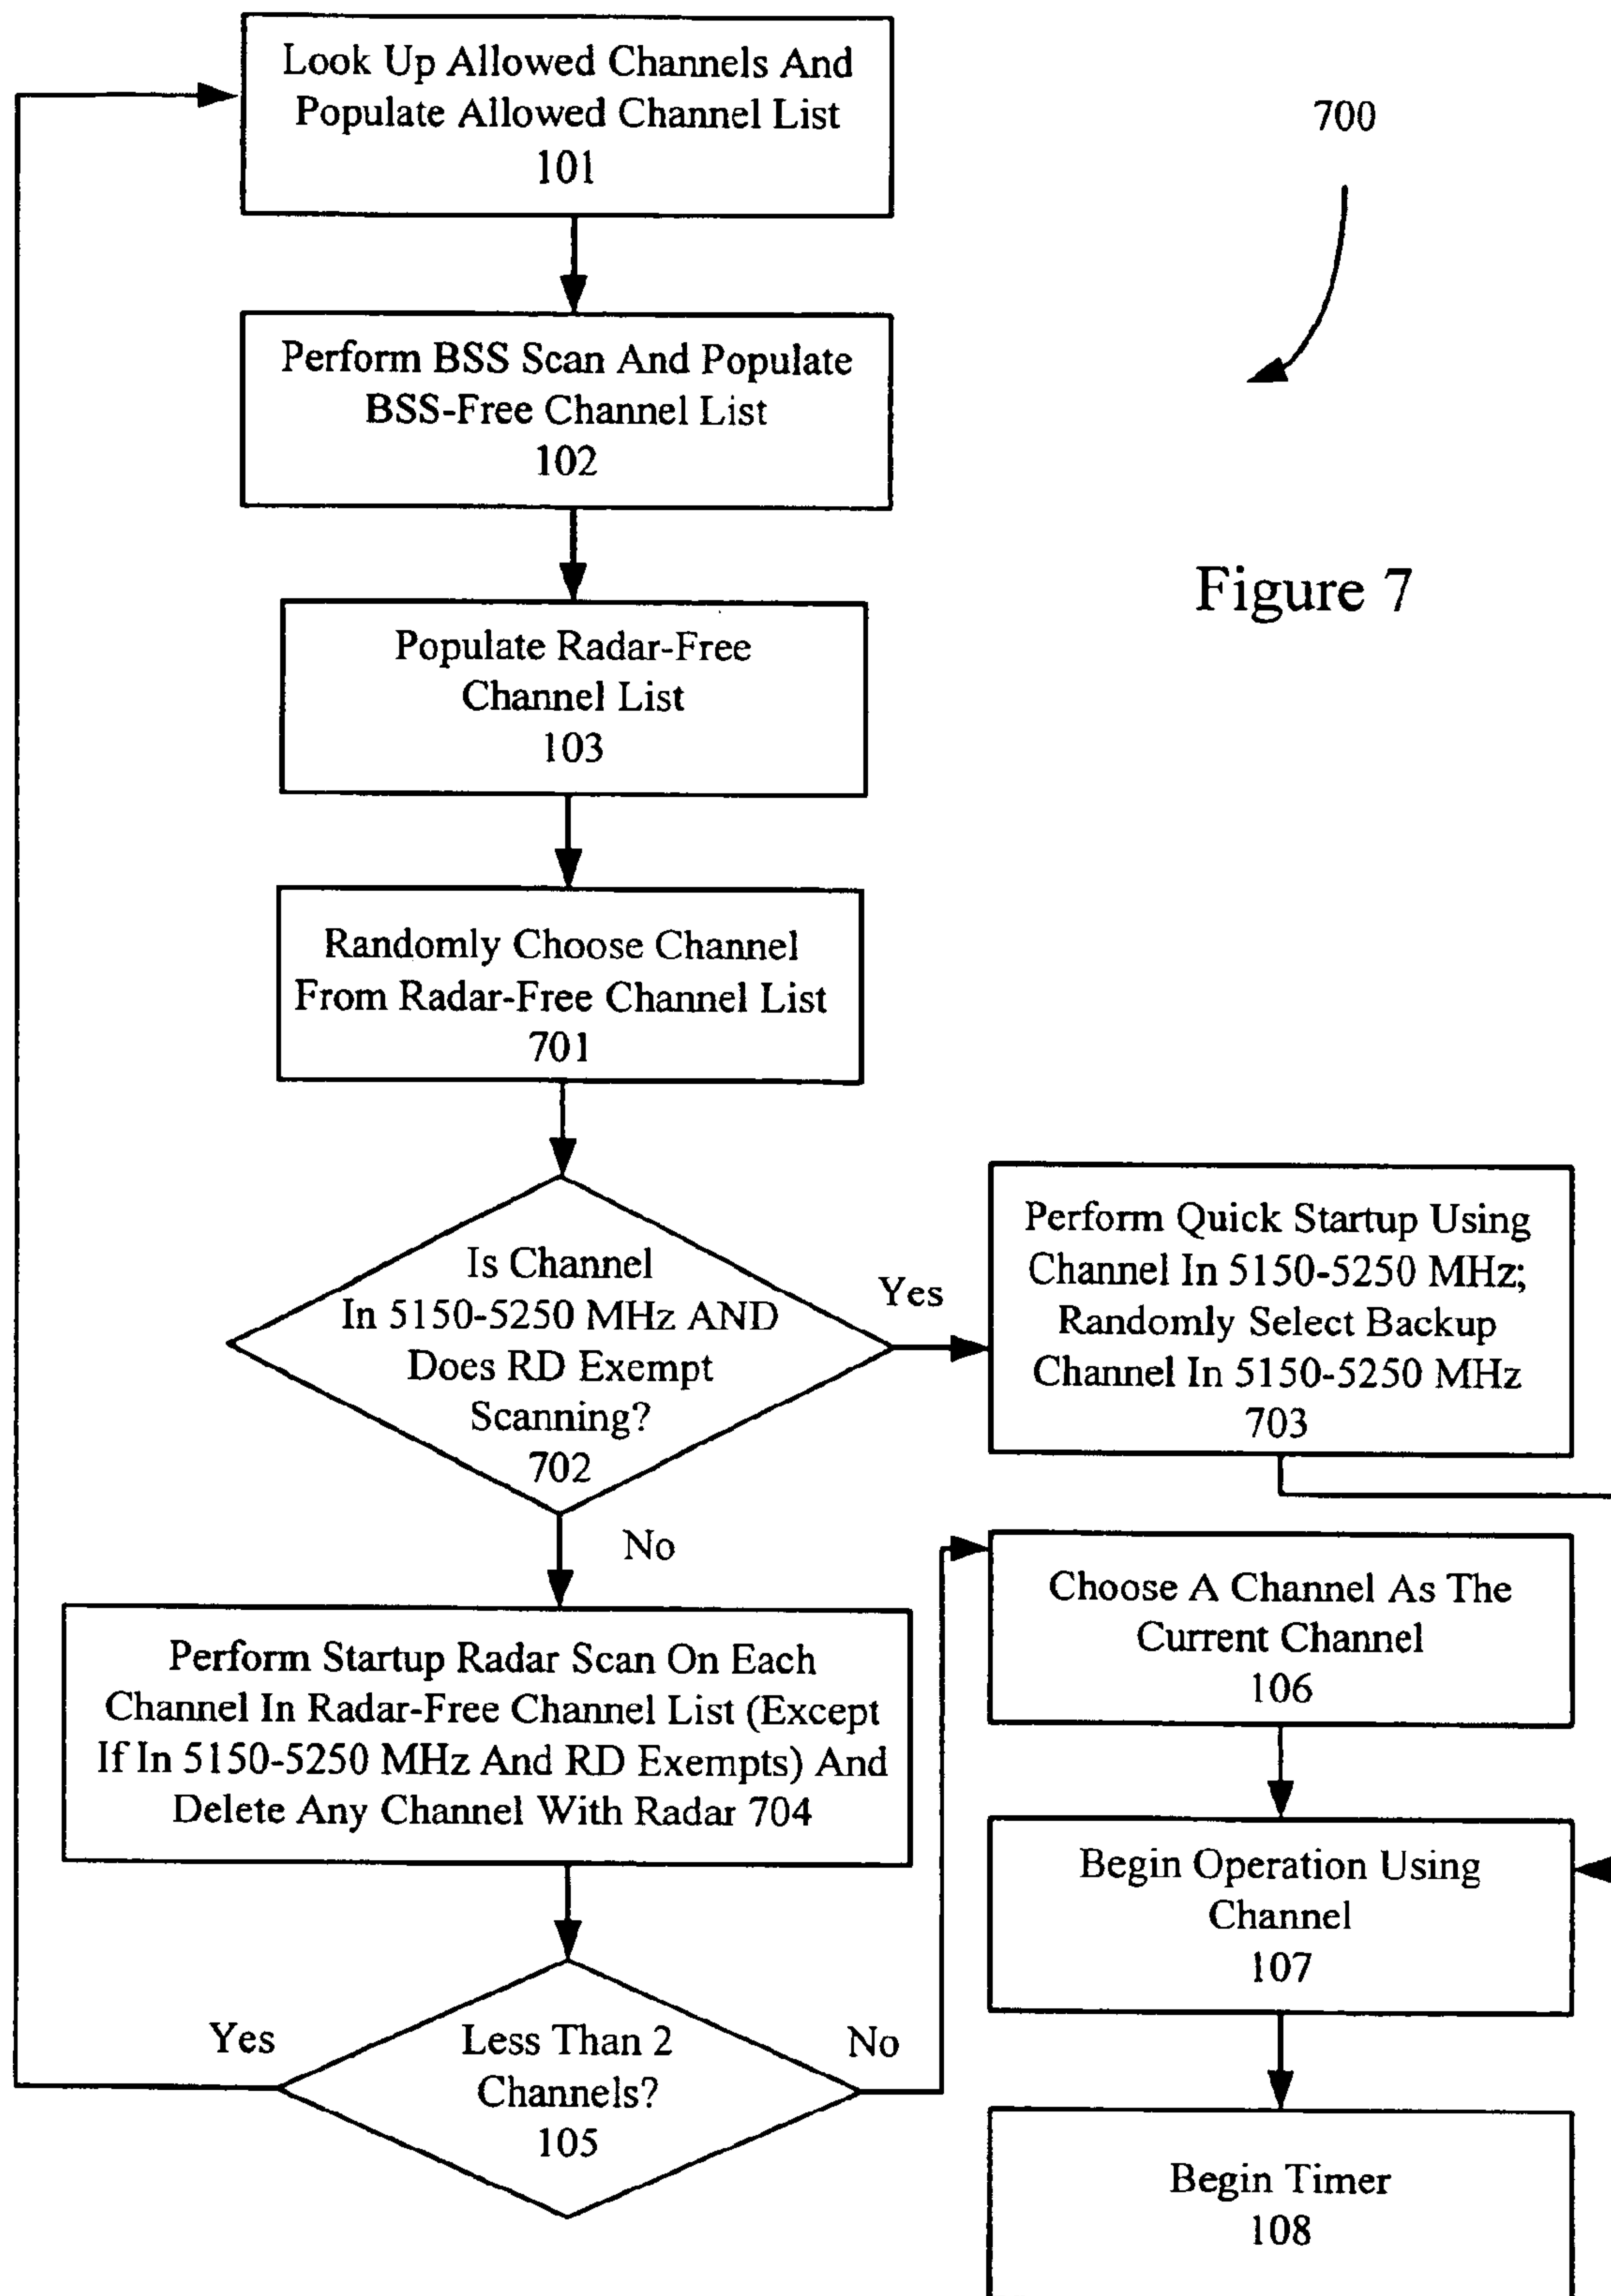 Look Up Allowed Channels And
Populate Allowed Channel List
101
700
Perform BSS Scan And Populate
BSS-Free Channel List
102
Figure 7
Populate Radar-Free
Channel List
103
Randomly Choose Channel
From Radar-Free Channel List
701
Is Channel
In 5150-5250 MHz AND
Does RD Exempt
Scanning?
702
Yes
Perform Quick Startup Using
Channel In 5150-5250 MHz;
Randomly Select Backup
Channel In 5150-5250 MHz
703
No
Perform Startup Radar Scan On Each
Channel In Radar-Free Channel List (Except
If In 5150-5250 MHz And RD Exempts) And
Delete Any Channel With Radar 704
Yes
Less Than 2
Channels?
105
No
Choose A Channel As The
Current Channel
106
Begin Operation Using
Channel
107
Begin Timer
108